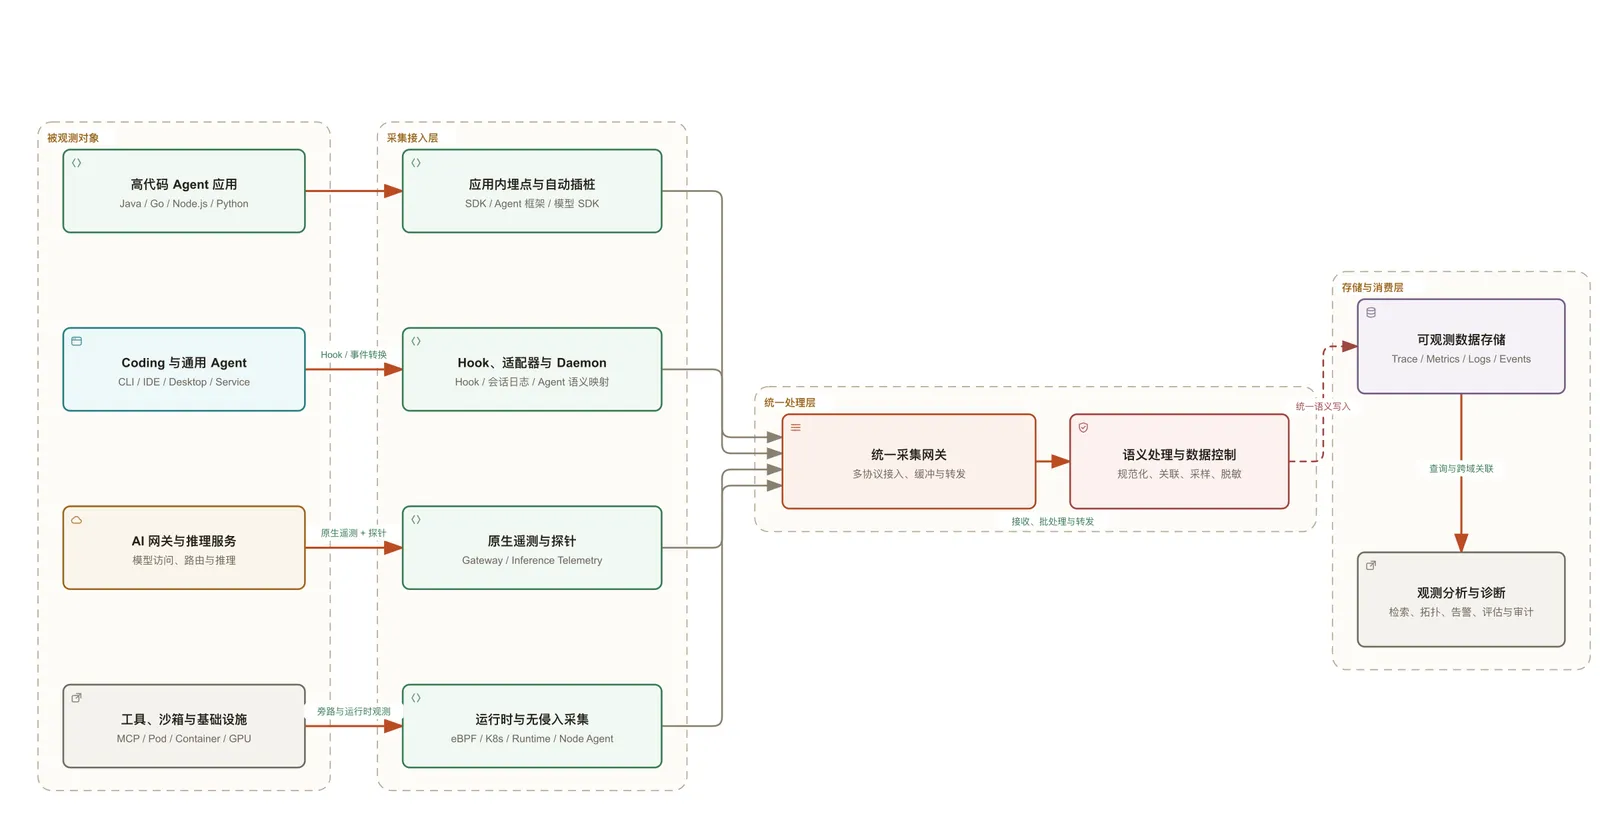 被观测对象
高代码 Agent 应用
Java / Go / Node.js / Python
Coding 与通用 Agent
CLI / IDE / Desktop / Service
AI 网关与推理服务
模型访问、路由与推理
工具、沙箱与基础设施
MCP / Pod / Container / GPU
Hook / 事件转换
原生遥测 + 探针
旁路与运行时观测
采集接入层
应用内埋点与自动插桩
SDK / Agent 框架 / 模型 SDK
Hook、适配器与 Daemon
Hook / 会话日志 / Agent 语义映射
原生遥测与探针
Gateway / Inference Telemetry
运行时与无侵入采集
eBPF / K8s / Runtime / Node Agent
统一处理层
统一采集网关
多协议接入、缓冲与转发
语义处理与数据控制
规范化、关联、采样、脱敏
接收、批处理与转发
统一语义写入
存储与消费层
可观测数据存储
Trace / Metrics / Logs / Events
查询与跨域关联
观测分析与诊断
检索、拓扑、告警、评估与审计